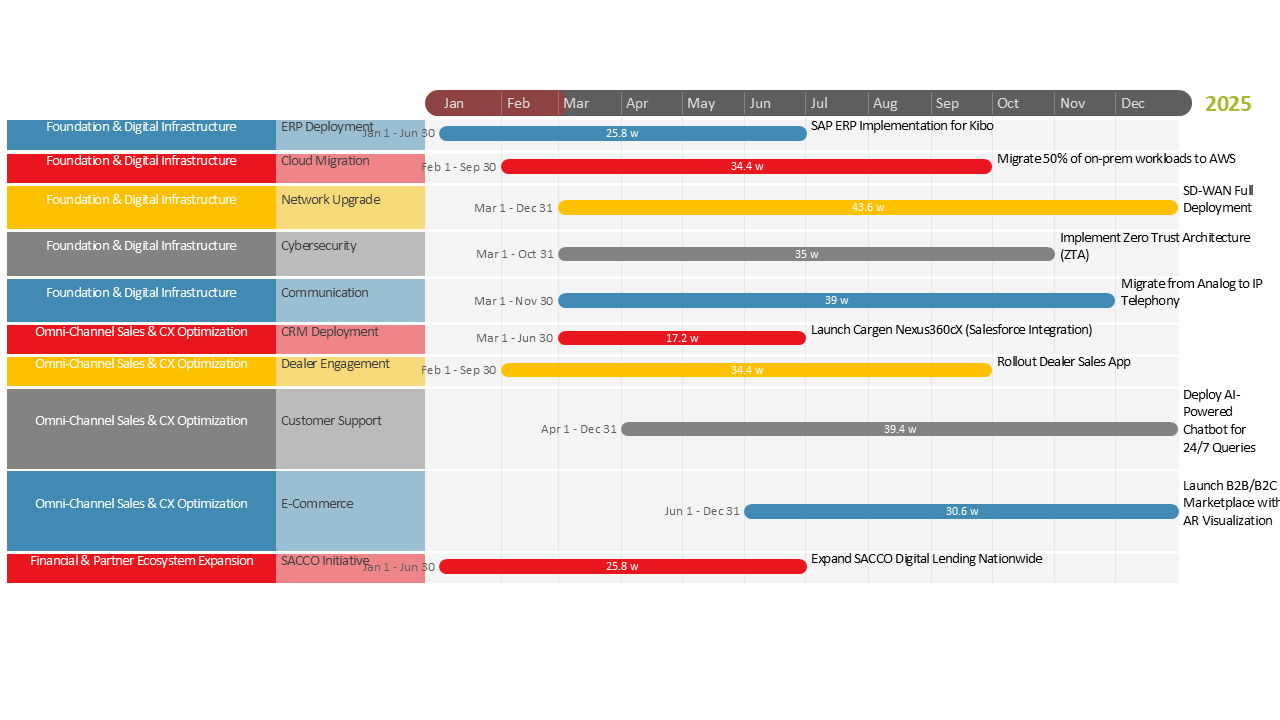 Jan Feb Mar Apr May Jun Jul Aug Sep Oct Nov Dec 2025
Foundation & Digital Infrastructure ERP Deployment Jan 1 - Jun 30 25.8 w SAP ERP Implementation for Kibo
Foundation & Digital Infrastructure Cloud Migration Feb 1 - Sep 30 34.4 w Migrate 50% of on-prem workloads to AWS
Foundation & Digital Infrastructure Network Upgrade Mar 1 - Dec 31 43.6 w SD-WAN Full
Deployment
Foundation & Digital Infrastructure Cybersecurity Mar 1 - Oct 31 35 w Implement Zero Trust Architecture
(ZTA)
Foundation & Digital Infrastructure Communication Mar 1 - Nov 30 39 w Migrate from Analog to IP
Telephony
Omni-Channel Sales & CX Optimization CRM Deployment Mar 1 - Jun 30 17.2 w Launch Cargen Nexus360cX (Salesforce Integration)
Omni-Channel Sales & CX Optimization Dealer Engagement Feb 1 - Sep 30 34.4 w Rollout Dealer Sales App
Omni-Channel Sales & CX Optimization Customer Support Apr 1 - Dec 31 39.4 w Deploy AI-
Powered
Chatbot for
24/7 Queries
Omni-Channel Sales & CX Optimization E-Commerce Jun 1 - Dec 31 30.6 w Launch B2B/B2C
Marketplace with
AR Visualization
Financial & Partner Ecosystem Expansion SACCO Initiative Jan 1 - Jun 30 25.8 w Expand SACCO Digital Lending Nationwide